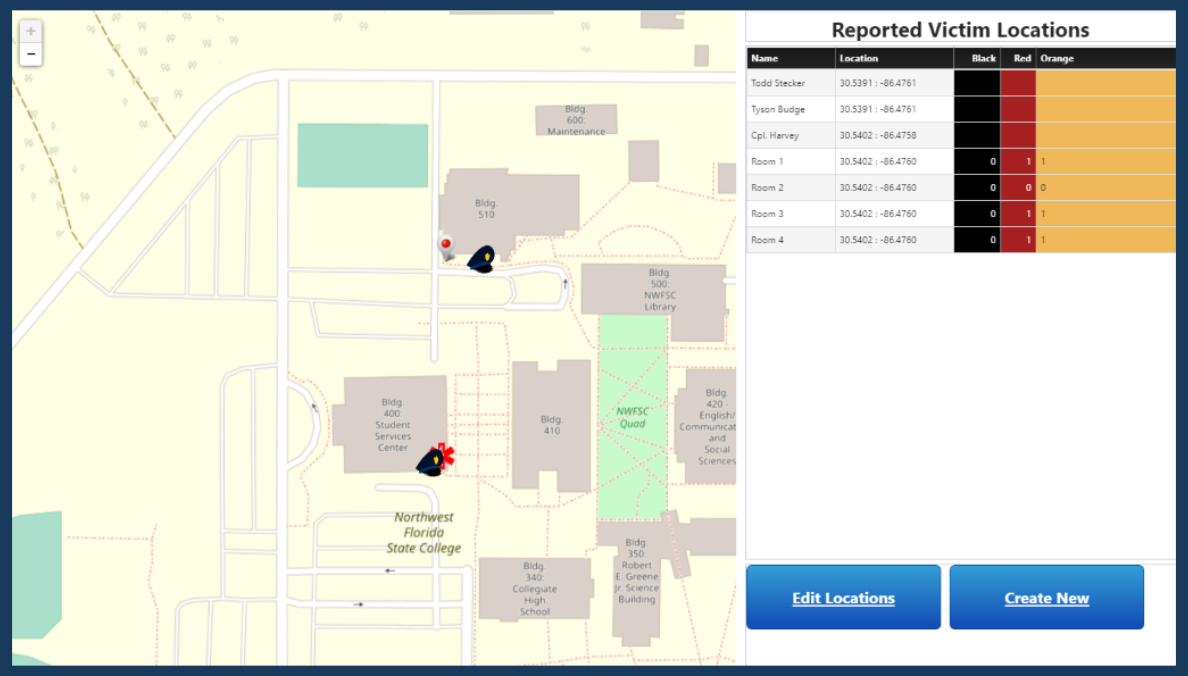 +
−
Bldg.
600:
Maintenance
Bldg.
510
Bldg.
500:
NWFSC
Library
Bldg.
400:
Student
Services
Center
Bldg.
410
NWFSC
Quad
Bldg.
420 -
English/
Communicat
and
Social
Sciences
Northwest
Florida
State College
Bldg.
340:
Collegiate
High
School
Bldg.
350:
Robert
E. Greene
Jr. Science
Building
Reported Victim Locations
Name Location Black Red Orange
Todd Stecker 30.5391 : -86.4761
Tyson Budge 30.5391 : -86.4761
Cpl. Harvey 30.5402 : -86.4758
Room 1 30.5402 : -86.4760 0 1 1
Room 2 30.5402 : -86.4760 0 0 0
Room 3 30.5402 : -86.4760 0 1 1
Room 4 30.5402 : -86.4760 0 1 1
Edit Locations Create New